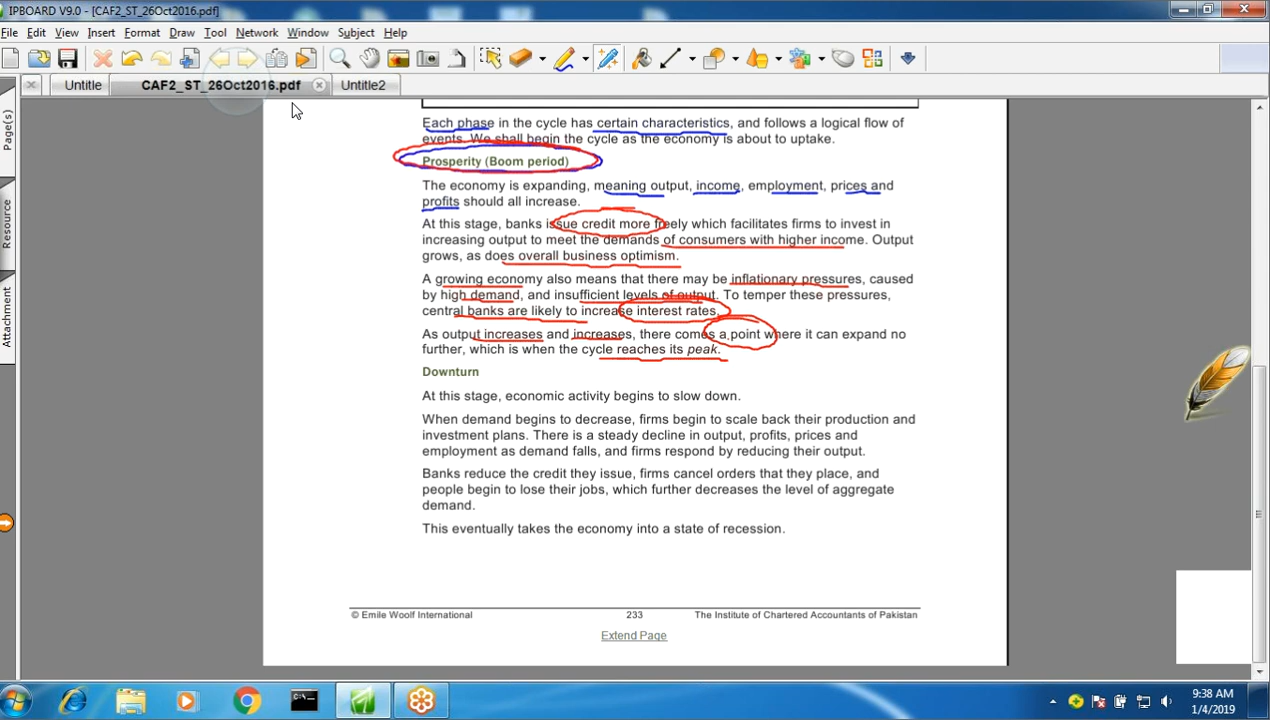 IPBOARD V9.0 - [CAF2_ST_26Oct2016.pdf]
File Edit View Insert Format Draw Tool Network Window Subject Help
Untitle CAF2_ST_26Oct2016.pdf Untitle2
Page(s)
Resource
Attachment
Each phase in the cycle has certain characteristics, and follows a logical flow of
events. We shall begin the cycle as the economy is about to uptake.
Prosperity (Boom period)
The economy is expanding, meaning output, income, employment, prices and
profits should all increase.
At this stage, banks issue credit more freely which facilitates firms to invest in
increasing output to meet the demands of consumers with higher income. Output
grows, as does overall business optimism.
A growing economy also means that there may be inflationary pressures, caused
by high demand, and insufficient levels of output. To temper these pressures,
central banks are likely to increase interest rates.
As output increases and increases, there comes a point where it can expand no
further, which is when the cycle reaches its peak.
Downturn
At this stage, economic activity begins to slow down.
When demand begins to decrease, firms begin to scale back their production and
investment plans. There is a steady decline in output, profits, prices and
employment as demand falls, and firms respond by reducing their output.
Banks reduce the credit they issue, firms cancel orders that they place, and
people begin to lose their jobs, which further decreases the level of aggregate
demand.
This eventually takes the economy into a state of recession.
© Emile Woolf International 233 The Institute of Chartered Accountants of Pakistan
Extend Page
9:38 AM
1/4/2019